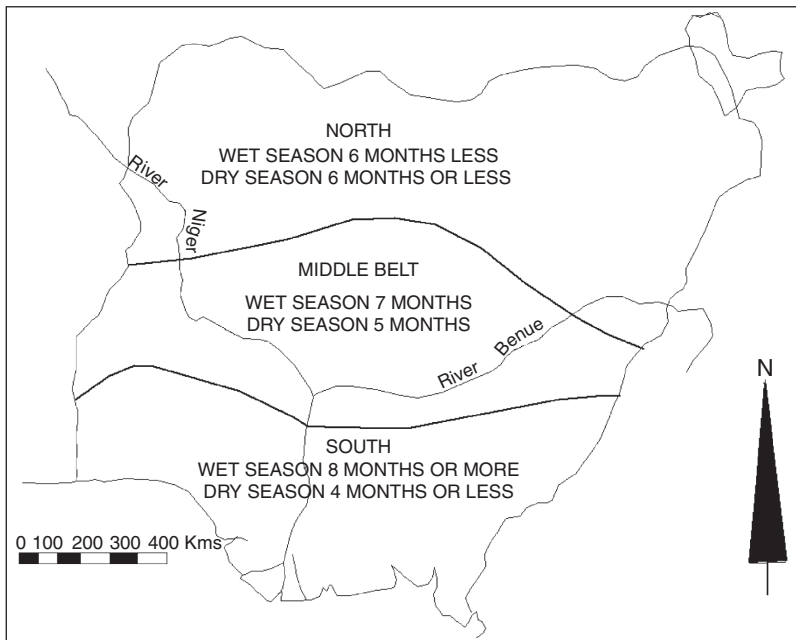 NORTH
WET SEASON 6 MONTHS LESS
DRY SEASON 6 MONTHS OR LESS
River
Niger
MIDDLE BELT
WET SEASON 7 MONTHS
DRY SEASON 5 MONTHS
River Benue
N
SOUTH
WET SEASON 8 MONTHS OR MORE
DRY SEASON 4 MONTHS OR LESS
0 100 200 300 400 Kms